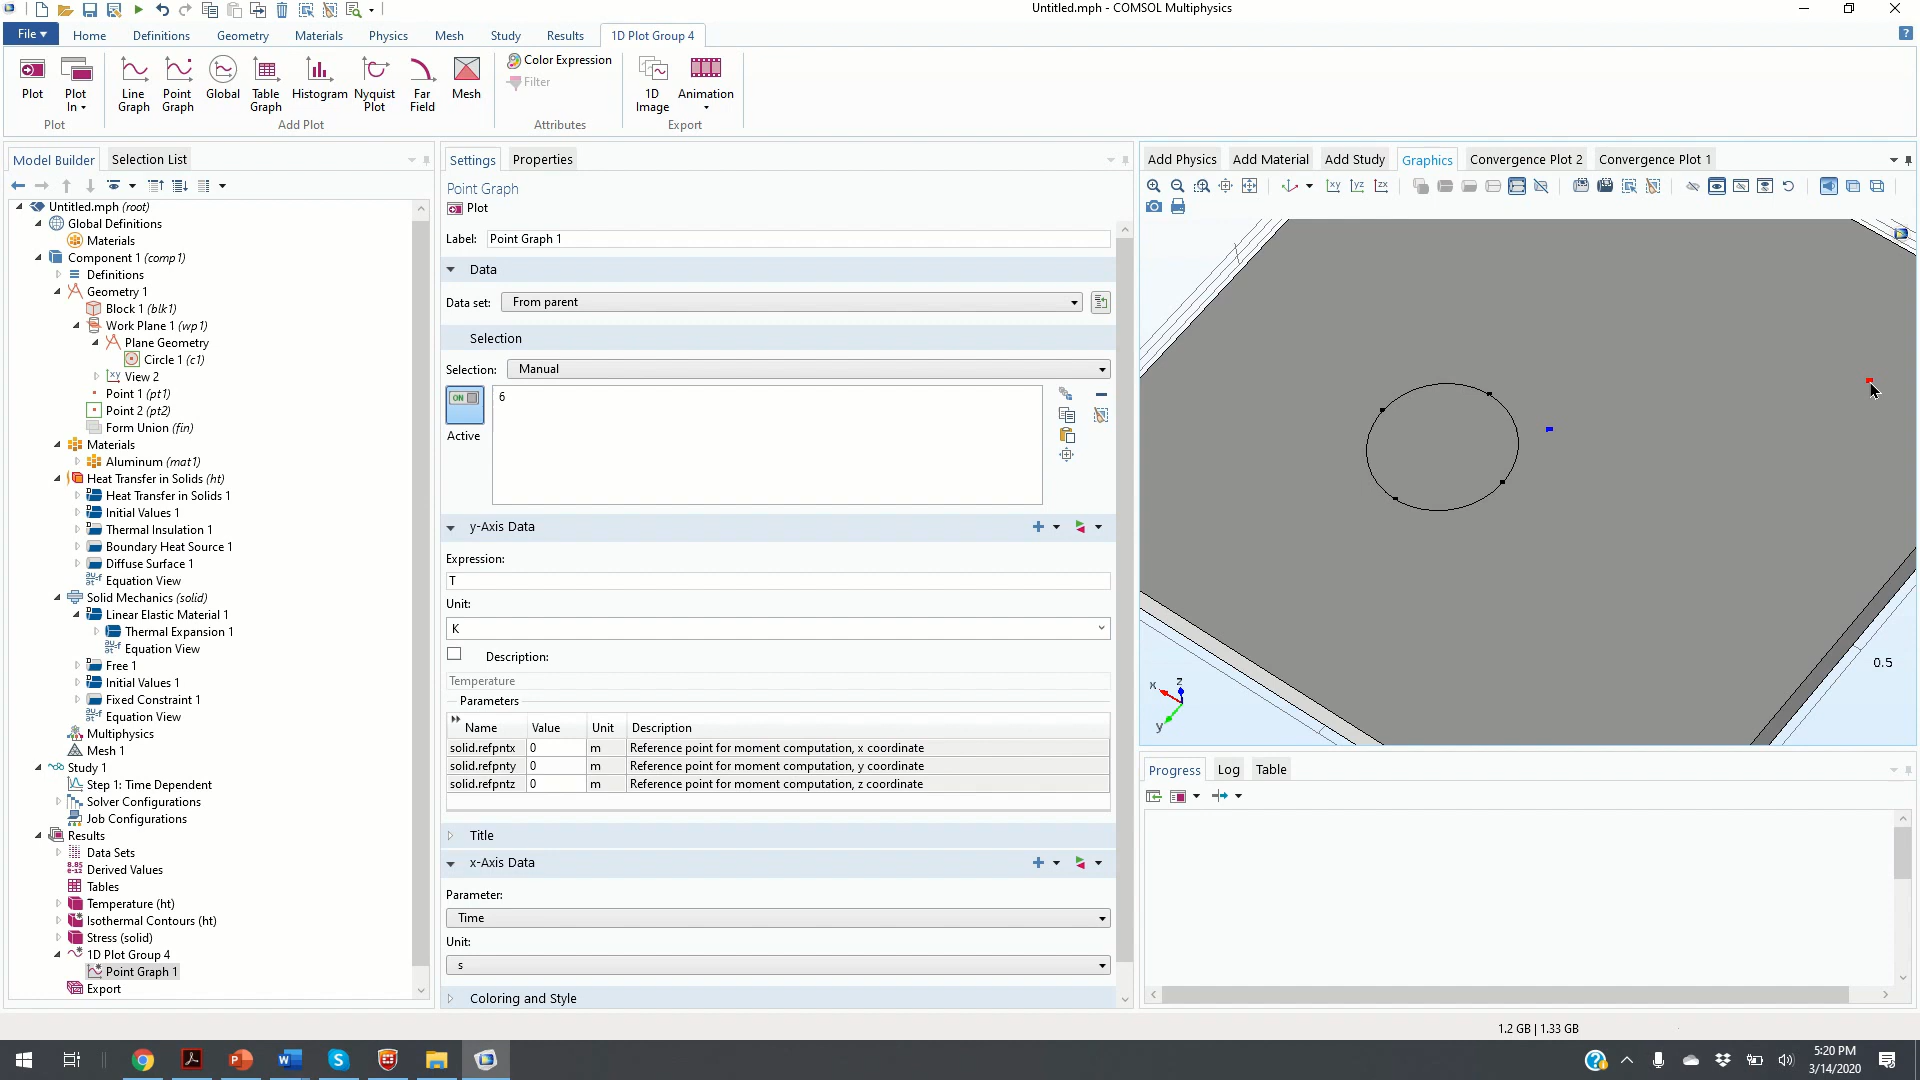 Untitled.mph - COMSOL Multiphysics
File Home Definitions Geometry Materials Physics Mesh Study Results 1D Plot Group 4
Plot
Plot In
Line Graph
Point Graph
Global
Table Graph
Histogram
Nyquist Plot
Far Field
Mesh
Color Expression
Filter
1D Image
Animation
Plot Add Plot Attributes Export
Model Builder Selection List
Untitled.mph (root)
Global Definitions
Materials
Component 1 (comp1)
Definitions
Geometry 1
Block 1 (blk1)
Work Plane 1 (wp1)
Plane Geometry
Circle 1 (c1)
View 2
Point 1 (pt1)
Point 2 (pt2)
Form Union (fin)
Materials
Aluminum (mat1)
Heat Transfer in Solids (ht)
Heat Transfer in Solids 1
Initial Values 1
Thermal Insulation 1
Boundary Heat Source 1
Diffuse Surface 1
Equation View
Solid Mechanics (solid)
Linear Elastic Material 1
Thermal Expansion 1
Equation View
Free 1
Initial Values 1
Fixed Constraint 1
Equation View
Multiphysics
Mesh 1
Study 1
Step 1: Time Dependent
Solver Configurations
Job Configurations
Results
Data Sets
8.85 e-12 Derived Values
Tables
Temperature (ht)
Isothermal Contours (ht)
Stress (solid)
1D Plot Group 4
Point Graph 1
Export
Settings Properties
Point Graph
Plot
Label: Point Graph 1
Data
Data set: From parent
Selection
Selection: Manual
ON
Active
6
y-Axis Data
Expression:
T
Unit:
K
Description:
Temperature
Parameters
Name Value Unit Description
solid.refpntx 0 m Reference point for moment computation, x coordinate
solid.refpnty 0 m Reference point for moment computation, y coordinate
solid.refpntz 0 m Reference point for moment computation, z coordinate
Title
x-Axis Data
Parameter:
Time
Unit:
s
Coloring and Style
Add Physics Add Material Add Study Graphics Convergence Plot 2 Convergence Plot 1
xy yz zx
0.5
x z
y
Progress Log Table
1.2 GB | 1.33 GB
5:20 PM
3/14/2020